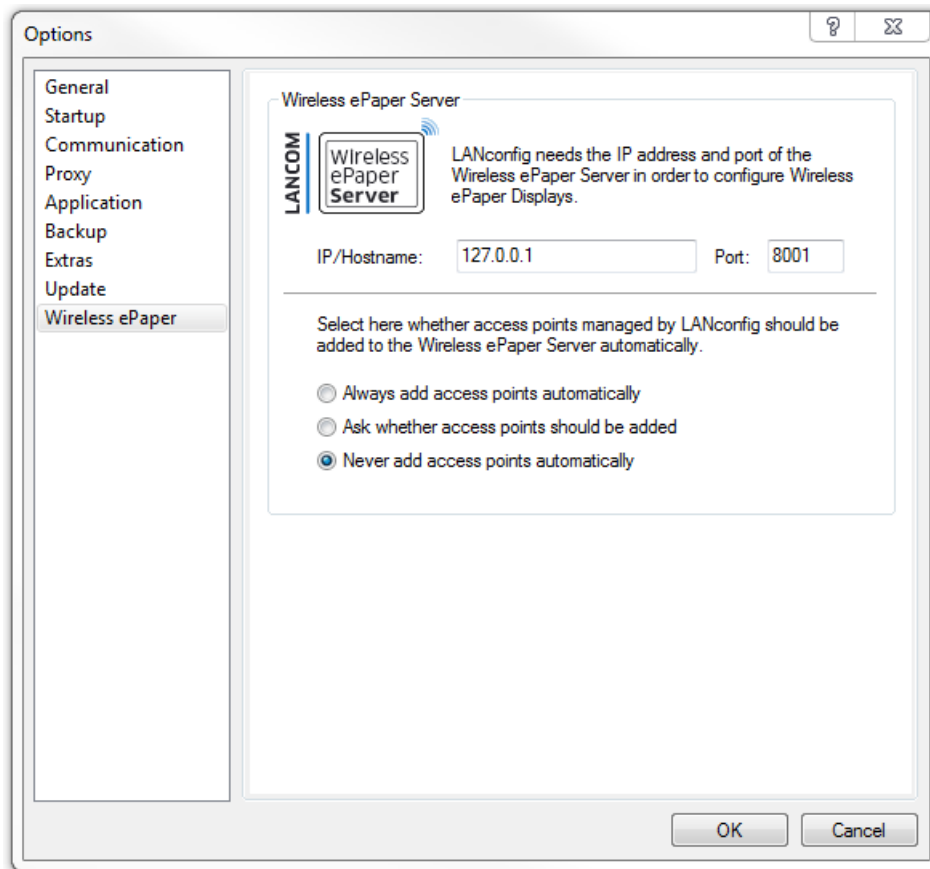 Options
General
Startup
Communication
Proxy
Application
Backup
Extras
Update
Wireless ePaper
Wireless ePaper Server
LANCOM
Wireless
ePaper
Server
LANconfig needs the IP address and port of the
Wireless ePaper Server in order to configure Wireless
ePaper Displays.
IP/Hostname: 127.0.0.1 Port: 8001
Select here whether access points managed by LANconfig should be
added to the Wireless ePaper Server automatically.
Always add access points automatically
Ask whether access points should be added
Never add access points automatically
OK Cancel